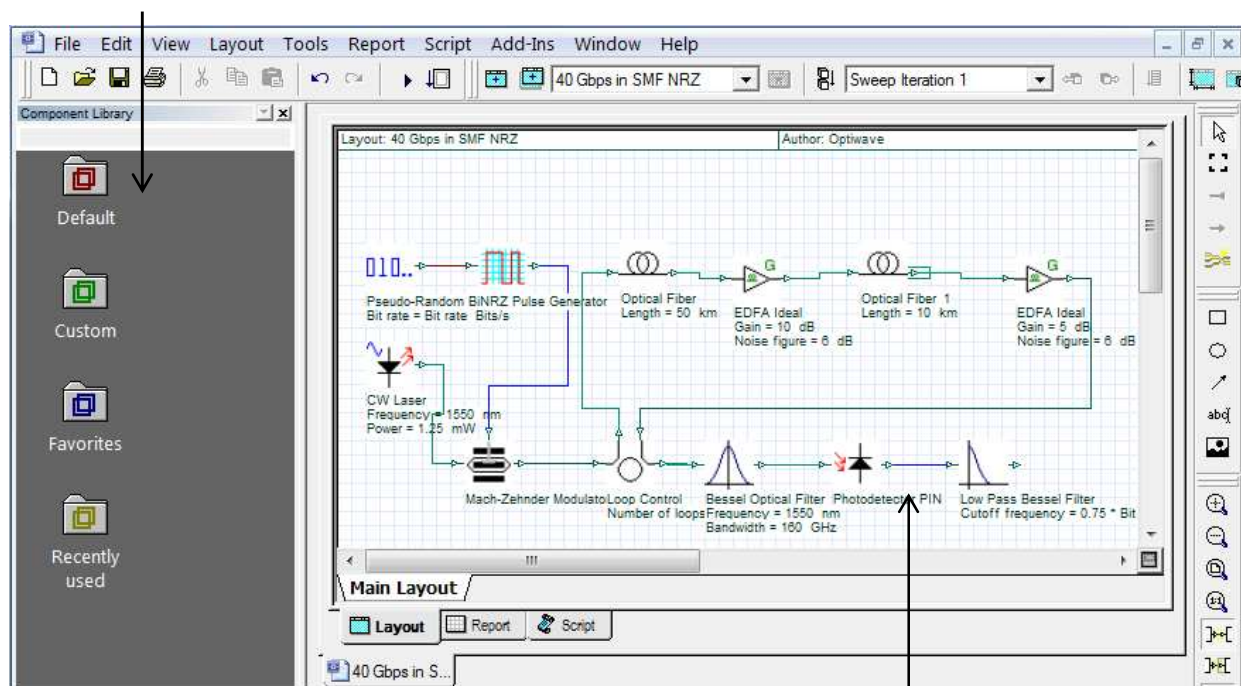 File Edit View Layout Tools Report Script Add-Ins Window Help
40 Gbps in SMF NRZ
Sweep Iteration 1
Component Library
Default
Custom
Favorites
Recently
used
Layout: 40 Gbps in SMF NRZ
Author: Optiwave
010..
Pseudo-Random BiNRZ Pulse Generator
Bit rate = Bit rate Bits/s
Optical Fiber
Length = 50 km
G
EDFA Ideal
Gain = 10 dB
Noise figure = 6 dB
Optical Fiber 1
Length = 10 km
G
EDFA Ideal
Gain = 5 dB
Noise figure = 6 dB
CW Laser
Frequency = 1550 nm
Power = 1.25 mW
Mach-Zehnder Modulato
Loop Control
Number of loops
Bessel Optical Filter
Frequency = 1550 nm
Bandwidth = 160 GHz
Photodetector PIN
Low Pass Bessel Filter
Cutoff frequency = 0.75 * Bit
Main Layout
Layout Report Script
40 Gbps in S...
abc
1:1